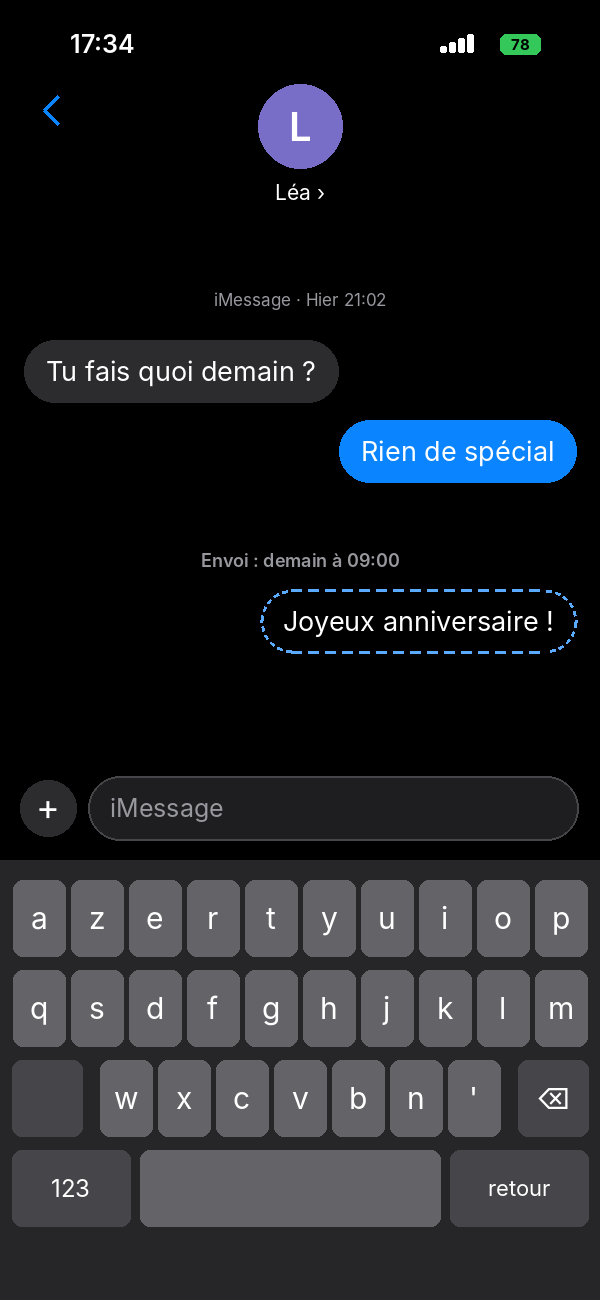 17:34
78
L
Léa ›
iMessage · Hier 21:02
Tu fais quoi demain ?
Rien de spécial
Envoi : demain à 09:00
Joyeux anniversaire !
+
iMessage
a z e r t y u i o p
q s d f g h j k l m
w x c v b n '
123 retour